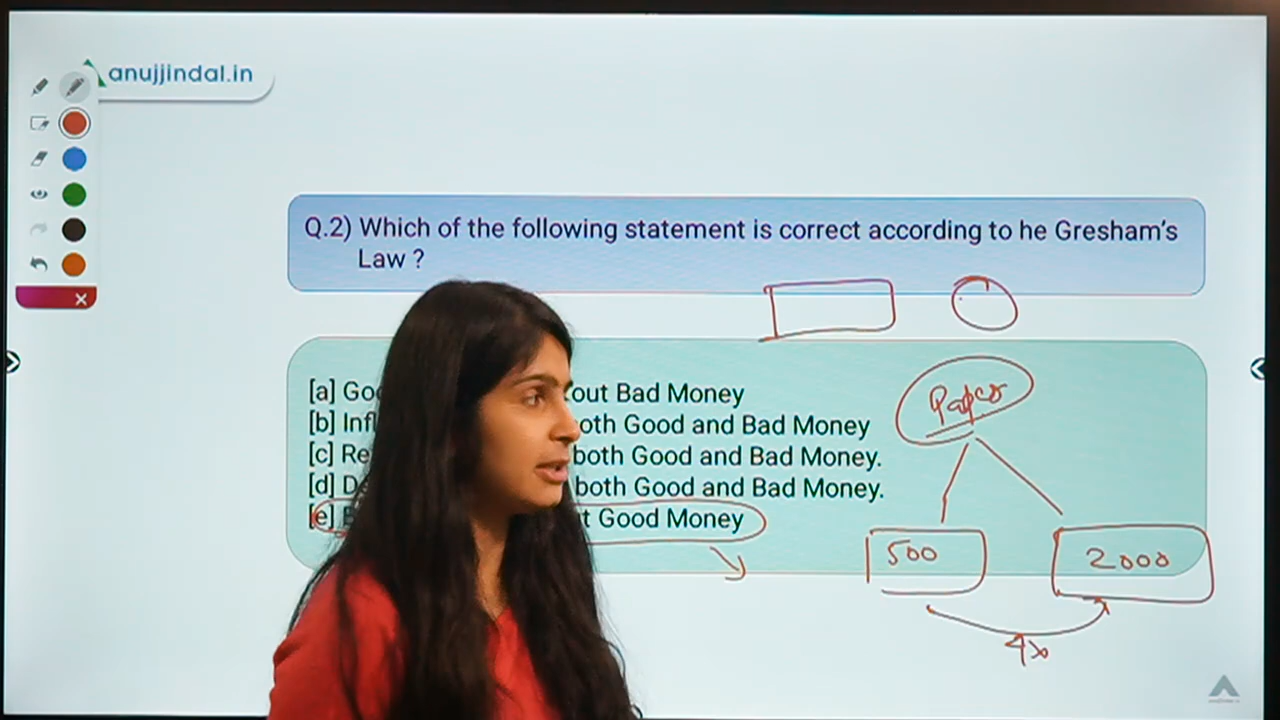 anujjindal.in
Q.2) Which of the following statement is correct according to he Gresham's
Law ?
[a] Go out Bad Money
[b] Infl oth Good and Bad Money
[c] Re both Good and Bad Money.
[d] D both Good and Bad Money.
[e] B t Good Money
Paper
500
2000
4x